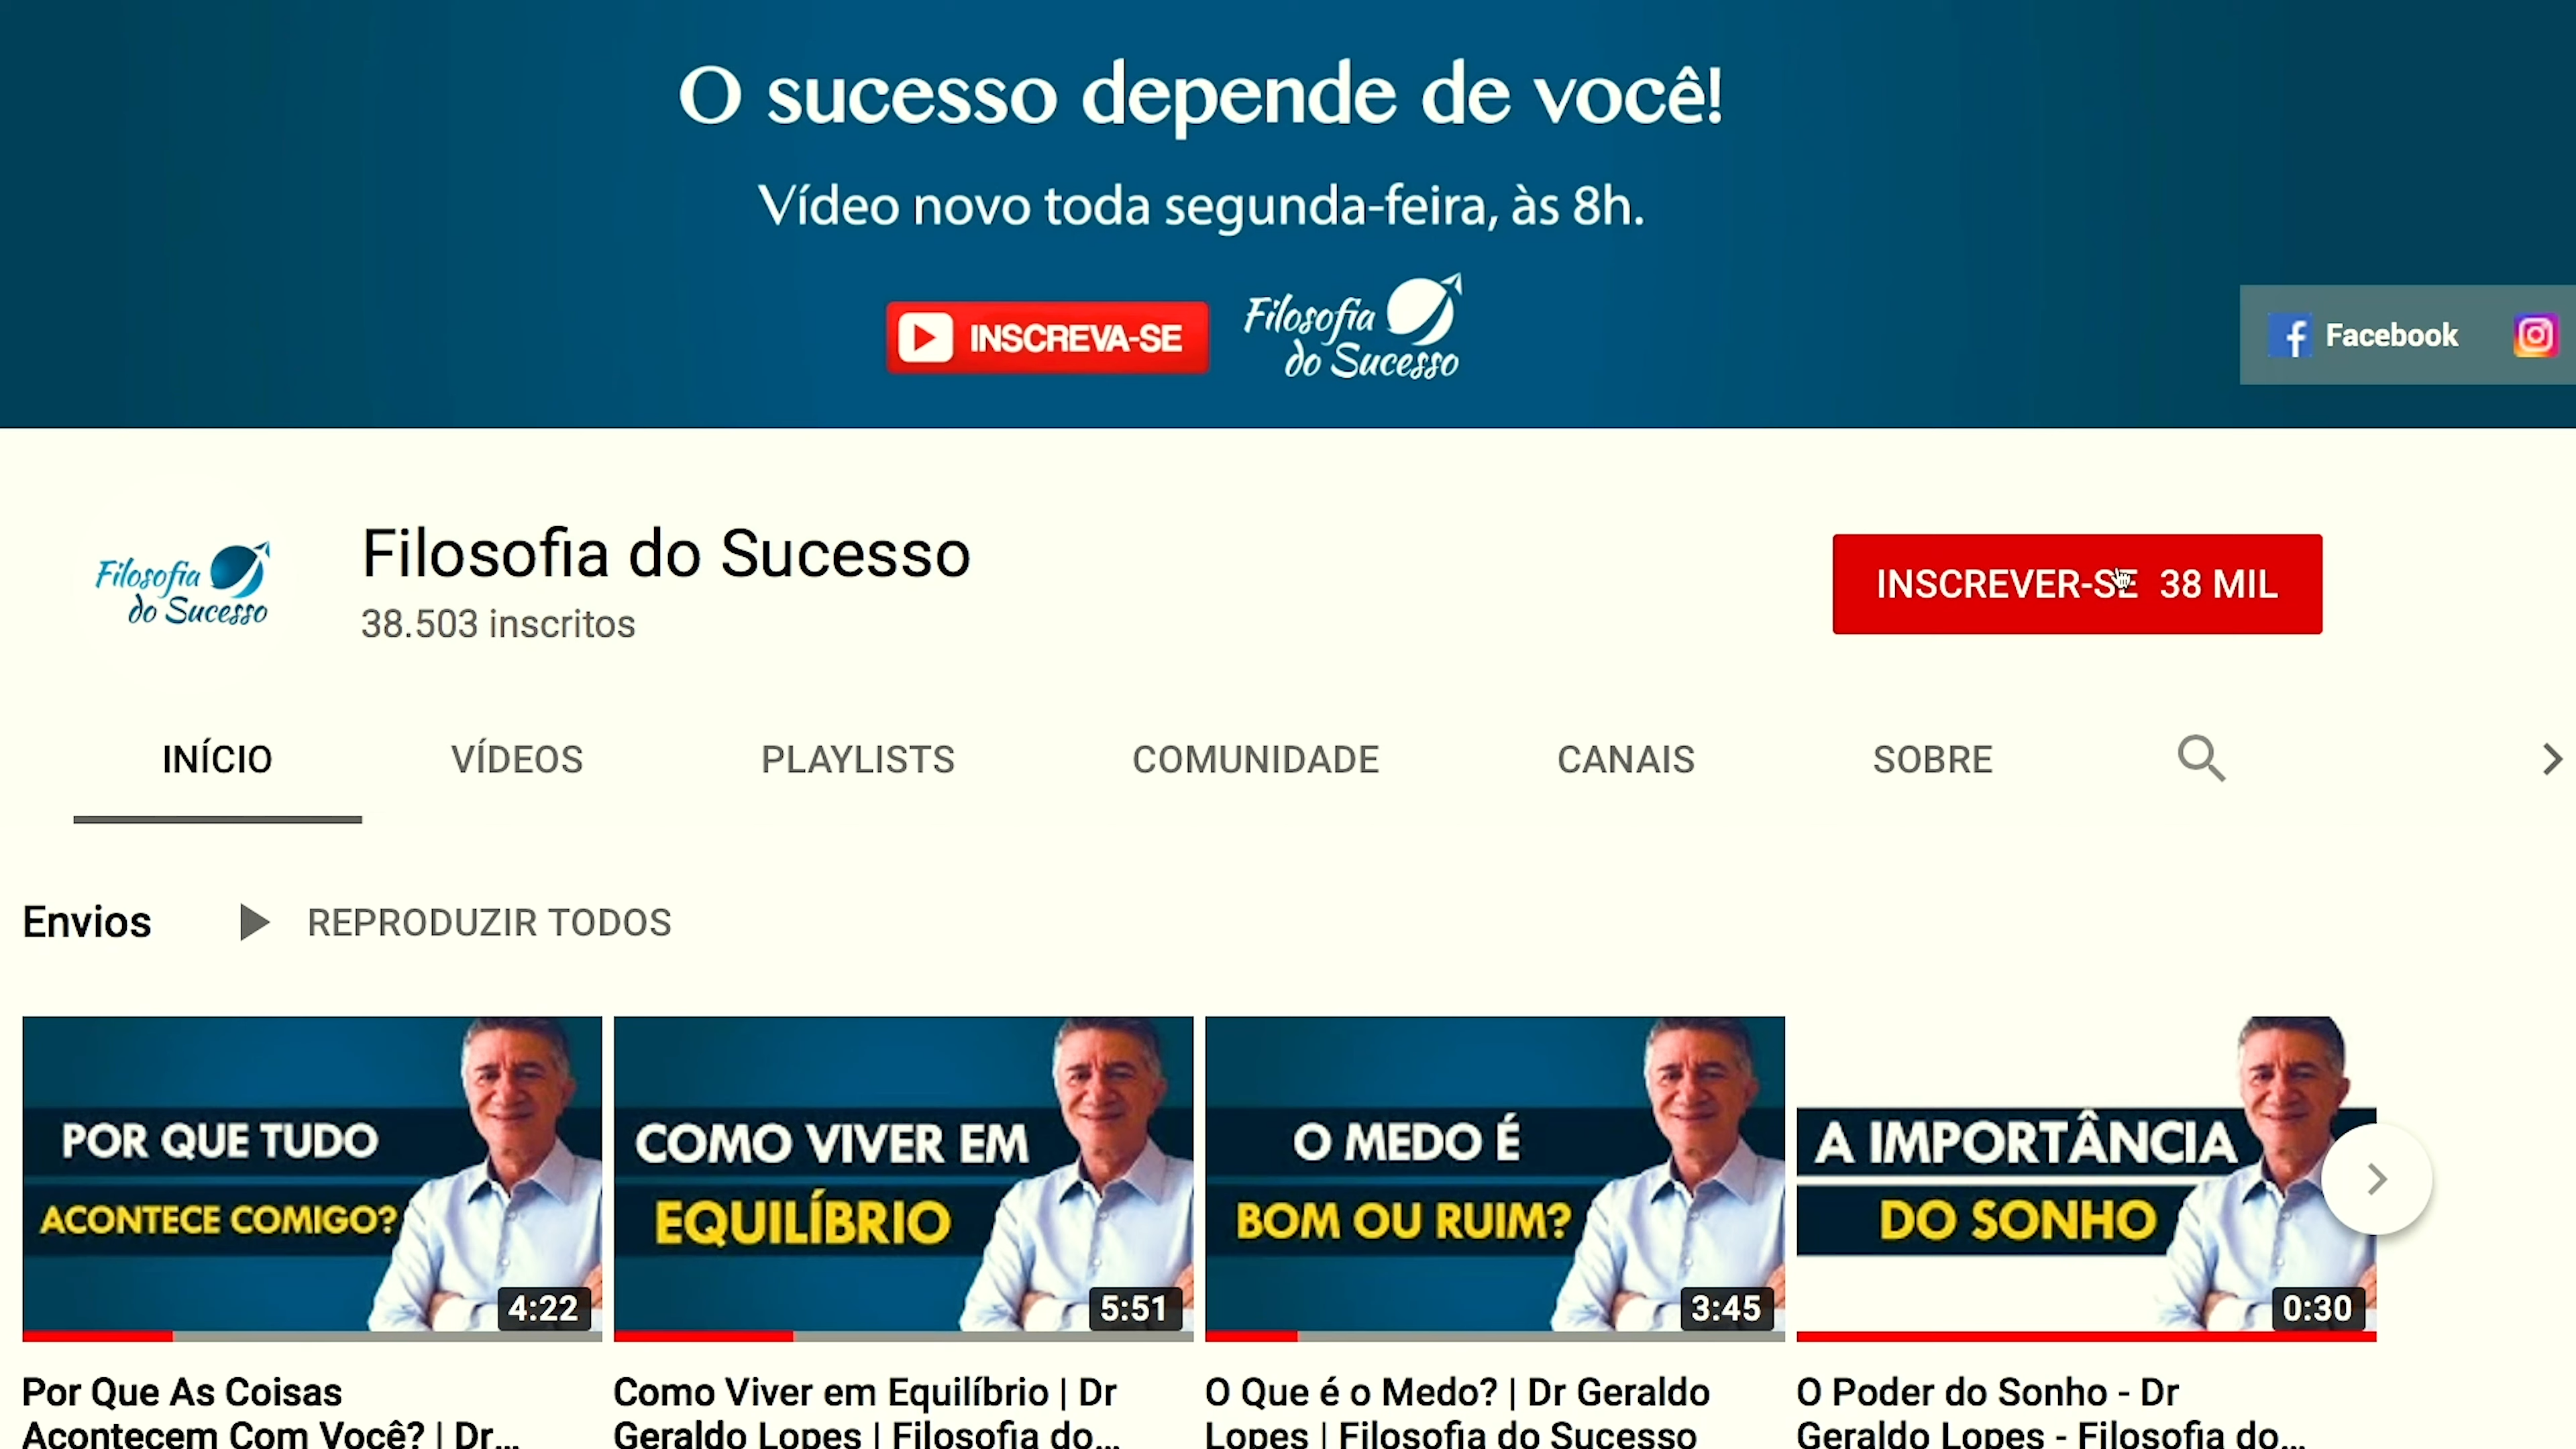 O sucesso depende de você!
Vídeo novo toda segunda-feira, às 8h.
INSCREVA-SE
Filosofia
do Sucesso
Facebook
Filosofia
do Sucesso
Filosofia do Sucesso
38.503 inscritos
INSCREVER-SE 38 MIL
INÍCIO VÍDEOS PLAYLISTS COMUNIDADE CANAIS SOBRE
Envios REPRODUZIR TODOS
POR QUE TUDO
ACONTECE COMIGO?
4:22
COMO VIVER EM
EQUILÍBRIO
5:51
O MEDO É
BOM OU RUIM?
3:45
A IMPORTÂNCIA
DO SONHO
0:30
Por Que As Coisas
Acontecem Com Você? | Dr...
Como Viver em Equilíbrio | Dr
Geraldo Lopes | Filosofia do...
O Que é o Medo? | Dr Geraldo
Lopes | Filosofia do Sucesso
O Poder do Sonho - Dr
Geraldo Lopes - Filosofia do...